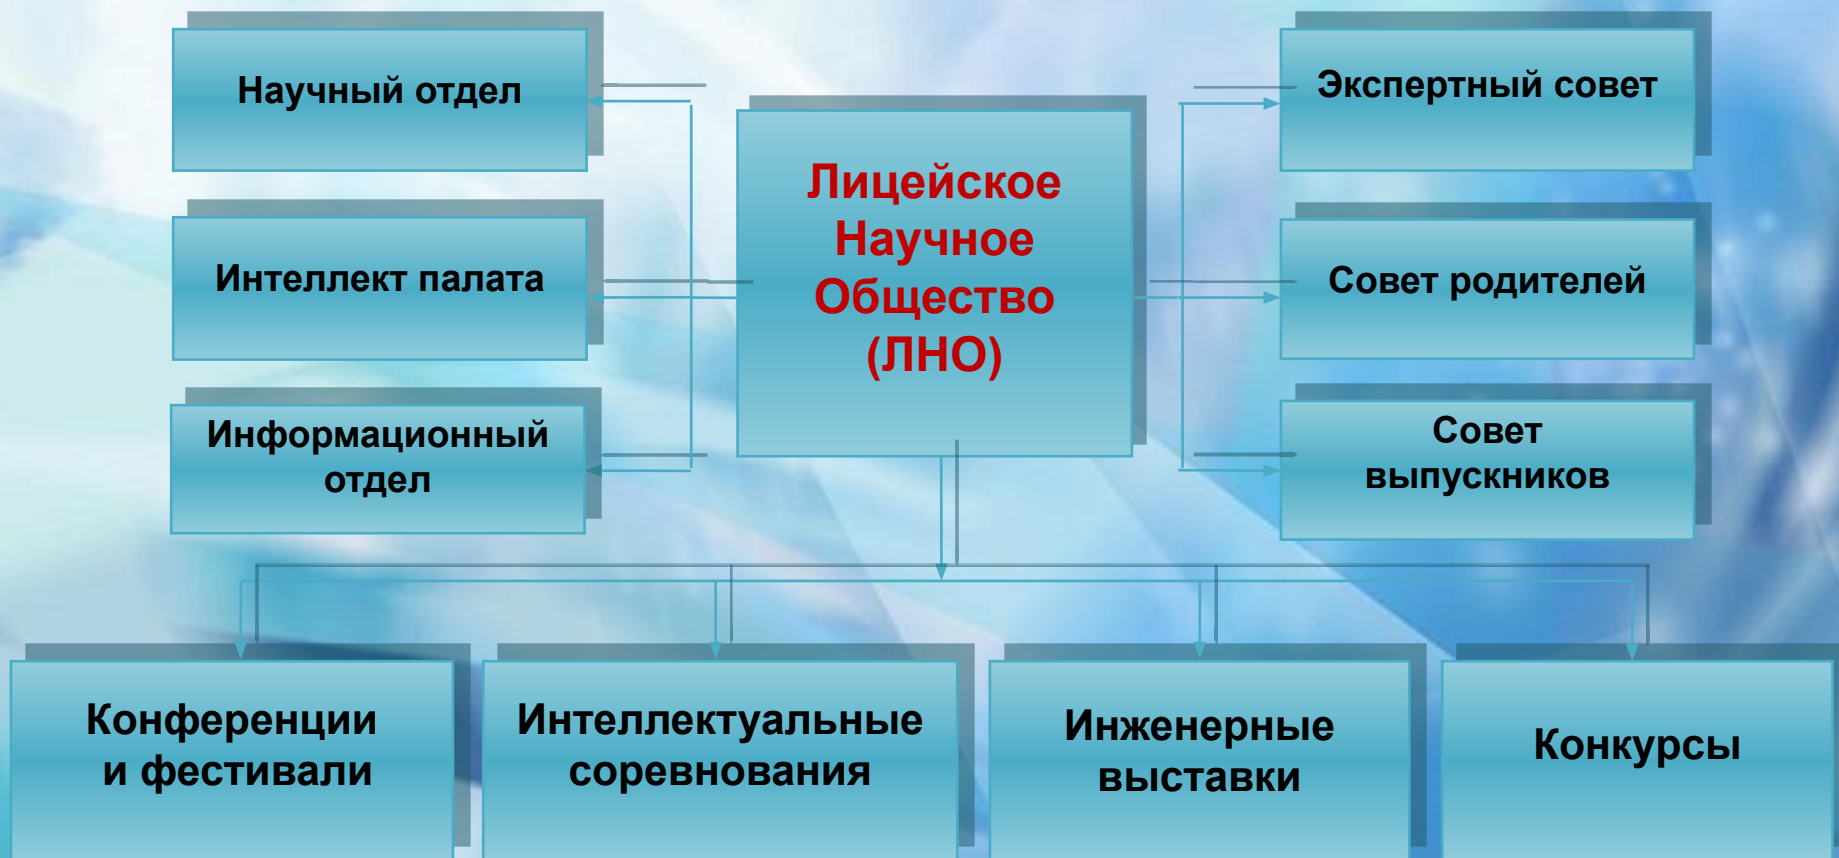 Научный отдел
Экспертный совет
Лицейское
Научное
Общество
(ЛНО)
Интеллект палата
Совет родителей
Информационный
отдел
Совет
выпускников
Конференции
и фестивали
Интеллектуальные
соревнования
Инженерные
выставки
Конкурсы